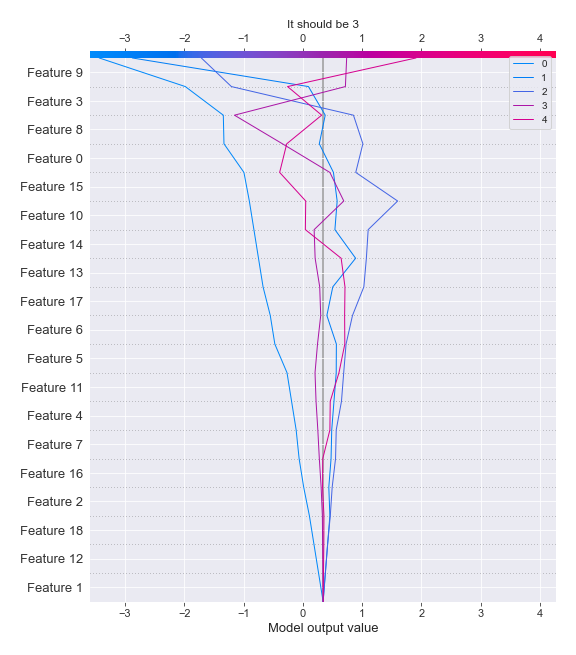 It should be 3
−3 −2 −1 0 1 2 3 4
0
1
2
3
4
Feature 9
Feature 3
Feature 8
Feature 0
Feature 15
Feature 10
Feature 14
Feature 13
Feature 17
Feature 6
Feature 5
Feature 11
Feature 4
Feature 7
Feature 16
Feature 2
Feature 18
Feature 12
Feature 1
−3 −2 −1 0 1 2 3 4
Model output value